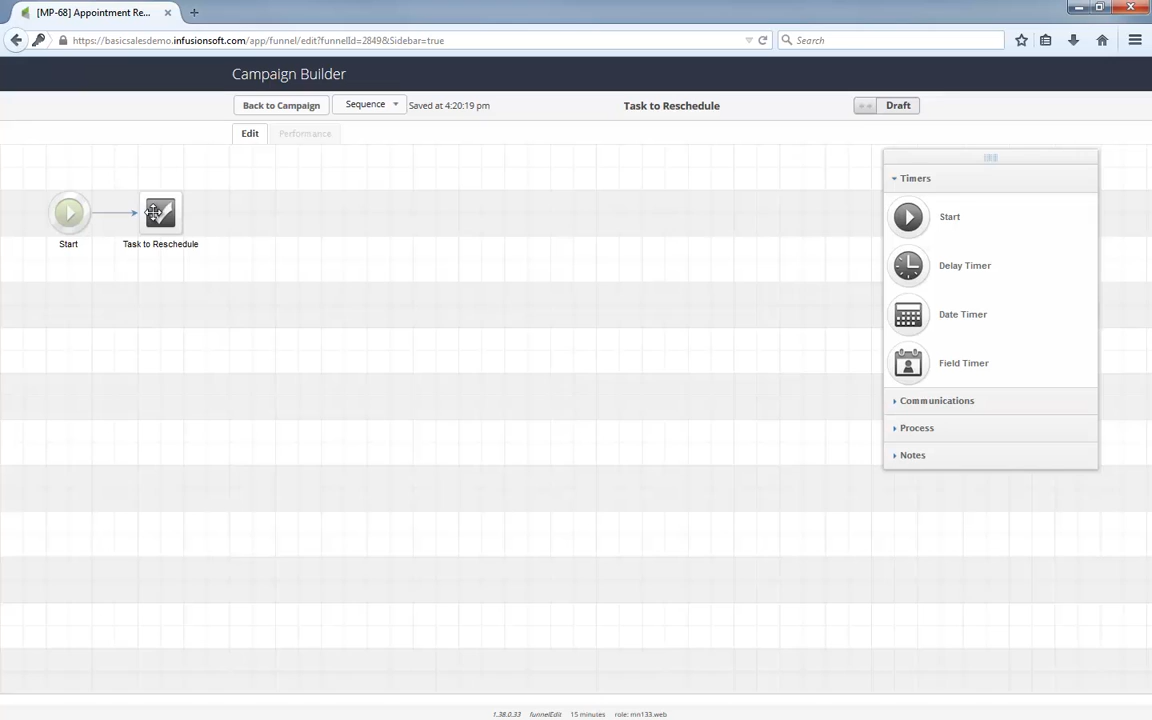 [MP-68] Appointment Re...
https://basicsalesdemo.infusionsoft.com/app/funnel/edit?funnelId=2849&Sidebar=true
Search
Campaign Builder
Back to Campaign
Sequence
Saved at 4:20:19 pm
Task to Reschedule
Draft
Edit
Performance
Timers
Start
Delay Timer
Date Timer
Field Timer
Communications
Process
Notes
Start
Task to Reschedule
1.38.0.33 funnelEdit 15 minutes role: mn133.web